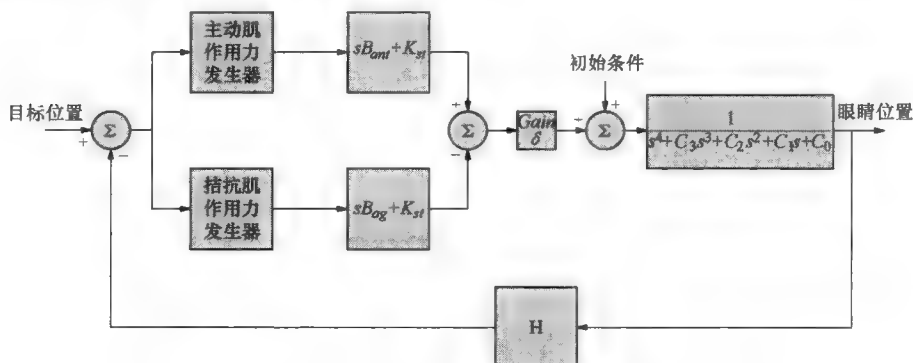 主动肌
作用力
发生器
sB_ant+K_st
初始条件
目标位置
+
−
Σ
+
−
Σ
Gain
δ
+
+
Σ
1
s⁴+C₃s³+C₂s²+C₁s+C₀
眼睛位置
拮抗肌
作用力
发生器
sB_ag+K_st
H